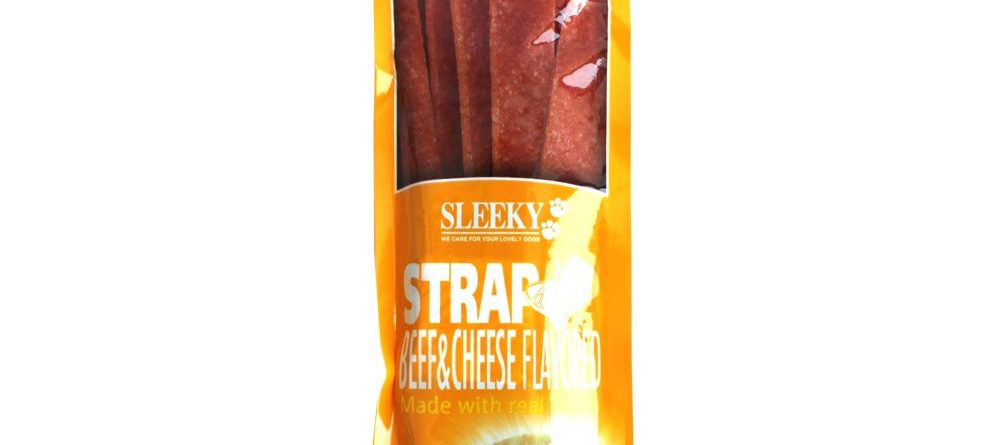 SLEEKY
WE CARE FOR YOUR LOVELY DOGS
STRAP
BEEF&CHEESE FLAVORED
Made with real